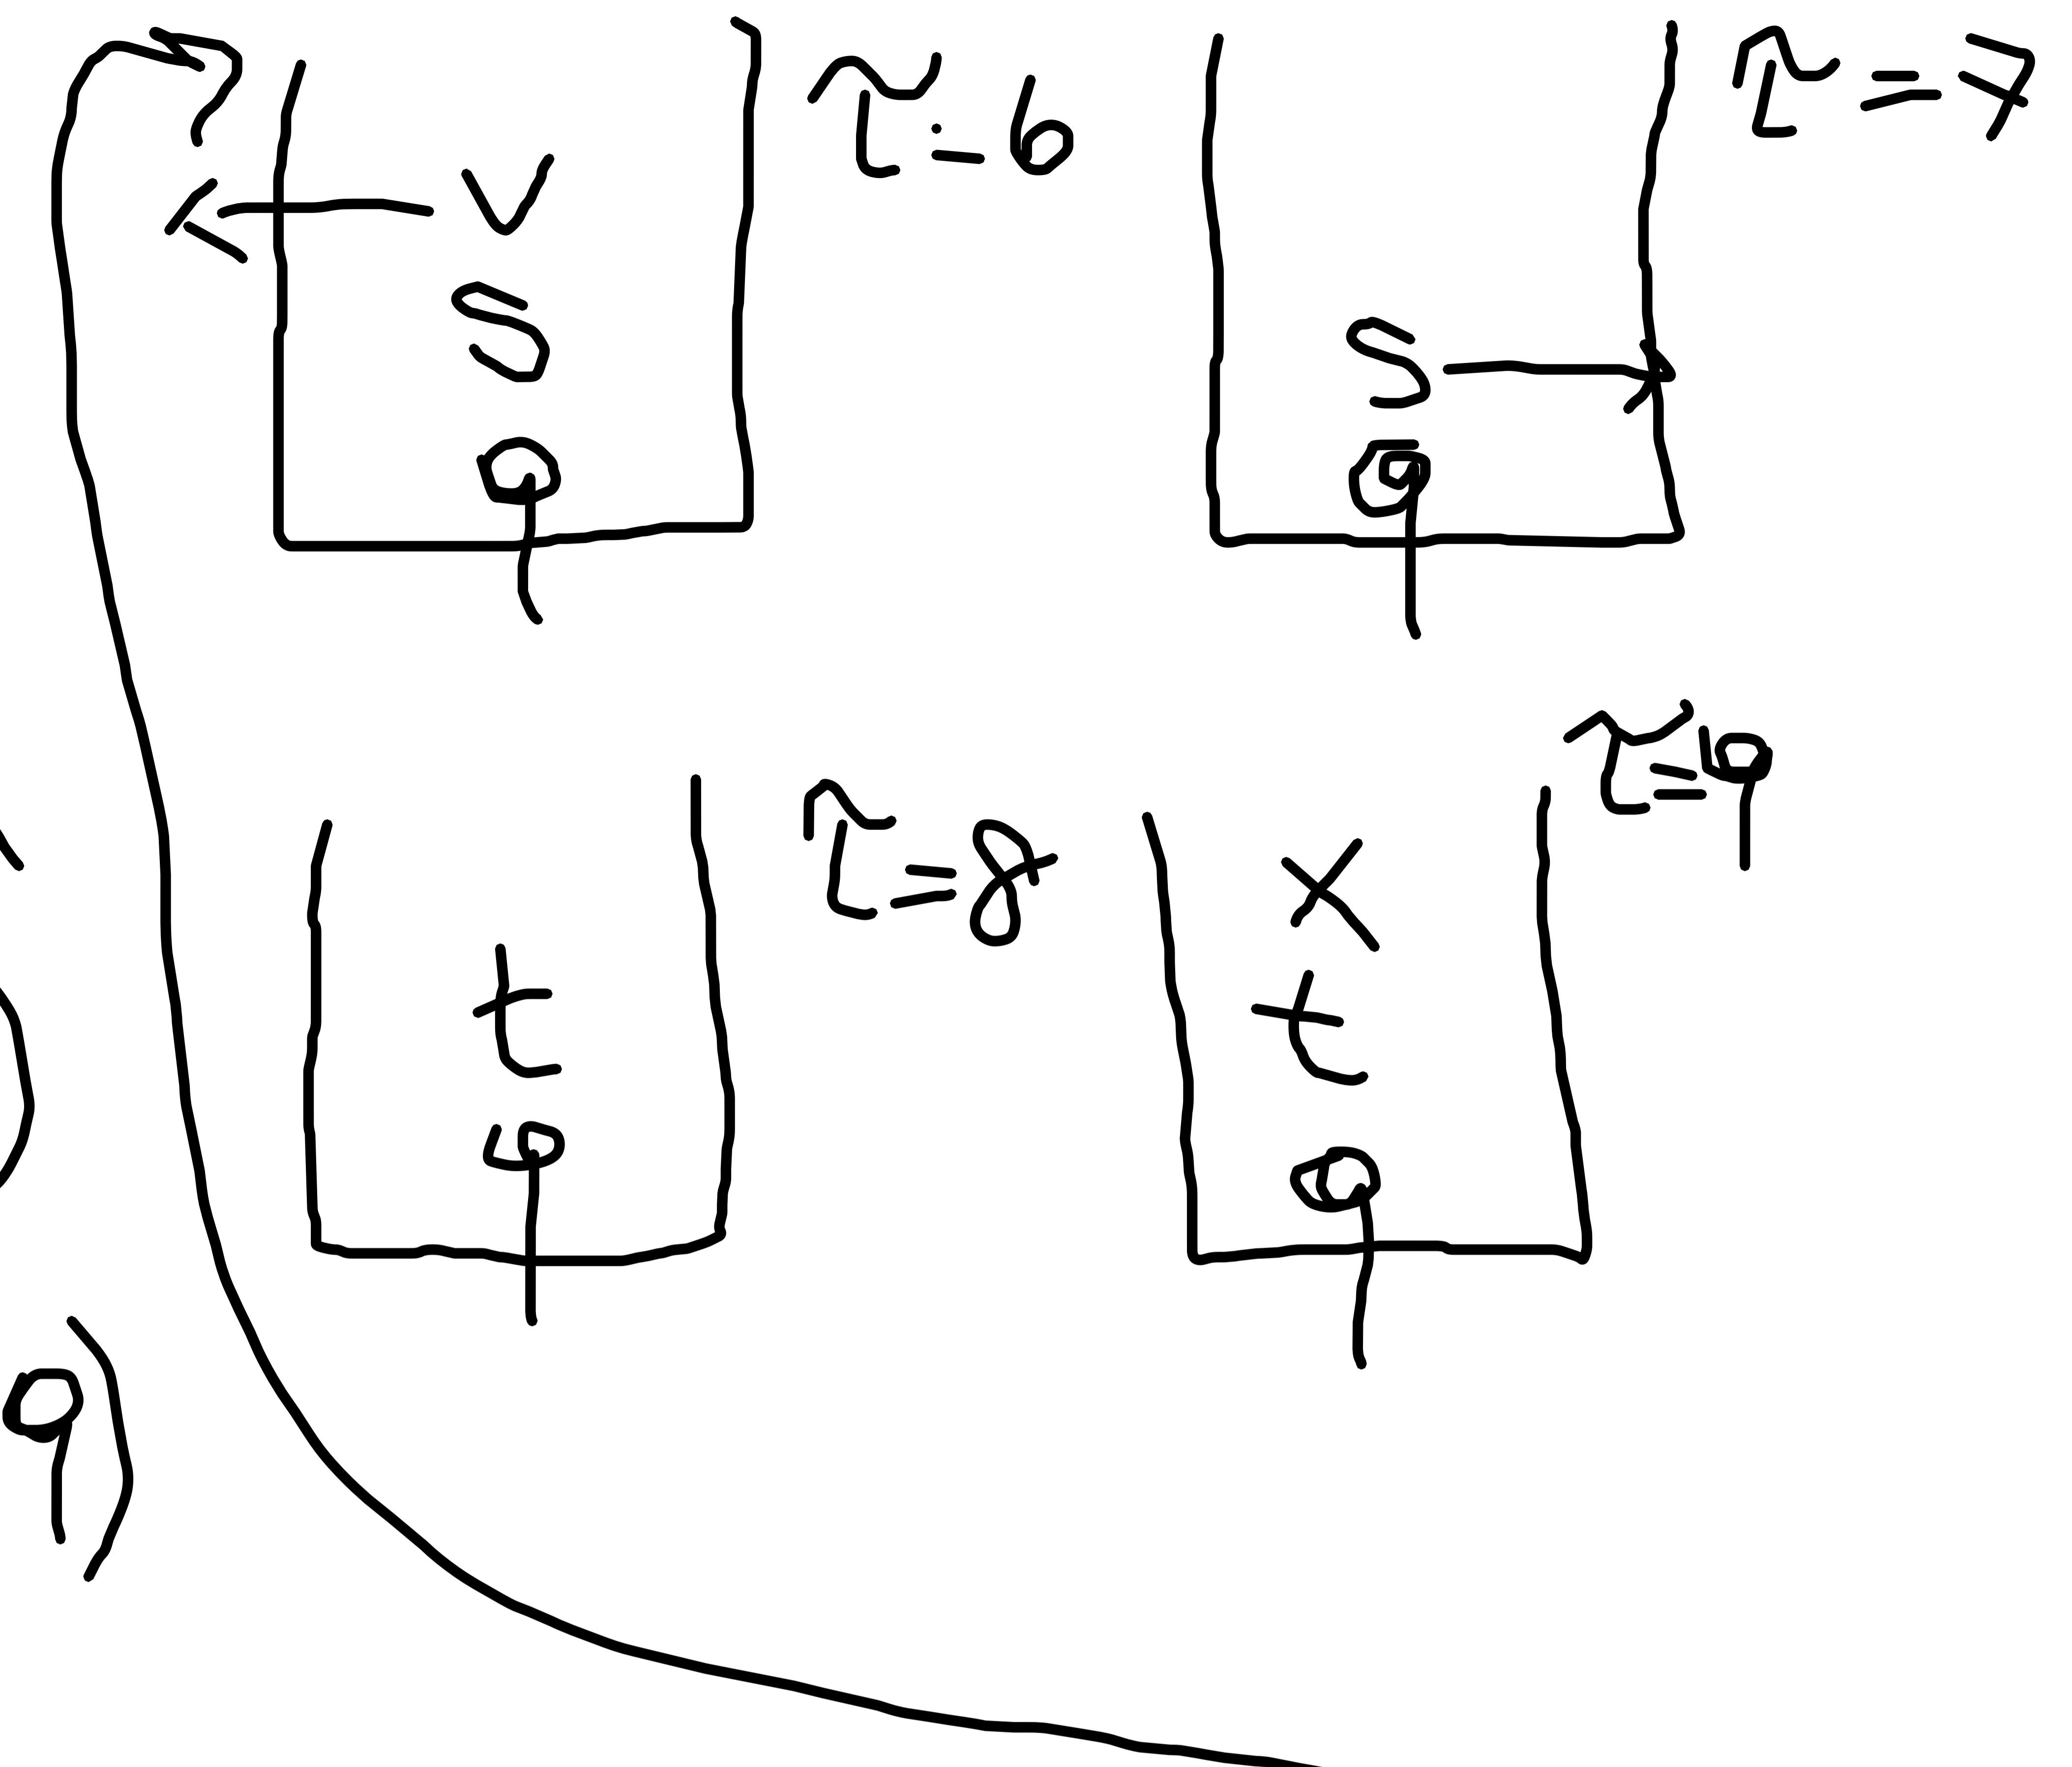 τ = 6
v
s
q
τ = 7
s
q
τ = 8
t
q
τ = 9
x
t
q
q)